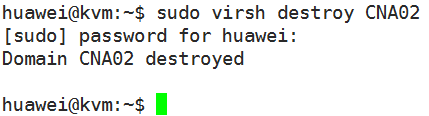 huawei@kvm:~$ sudo virsh destroy CNA02
[sudo] password for huawei:
Domain CNA02 destroyed
huawei@kvm:~$